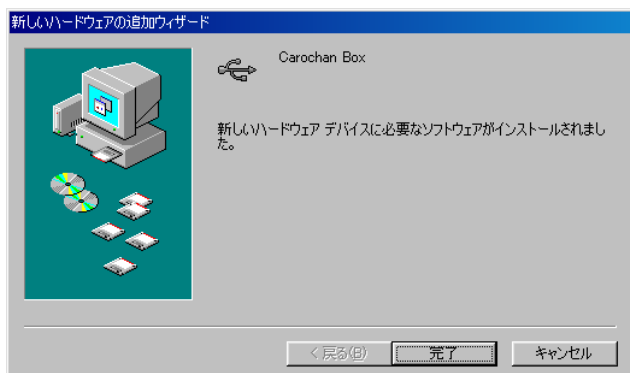 新しいハードウェアの追加ウィザード
Carochan Box
新しいハードウェア デバイスに必要なソフトウェアがインストールされまし
た。
< 戻る(B)
完了
キャンセル